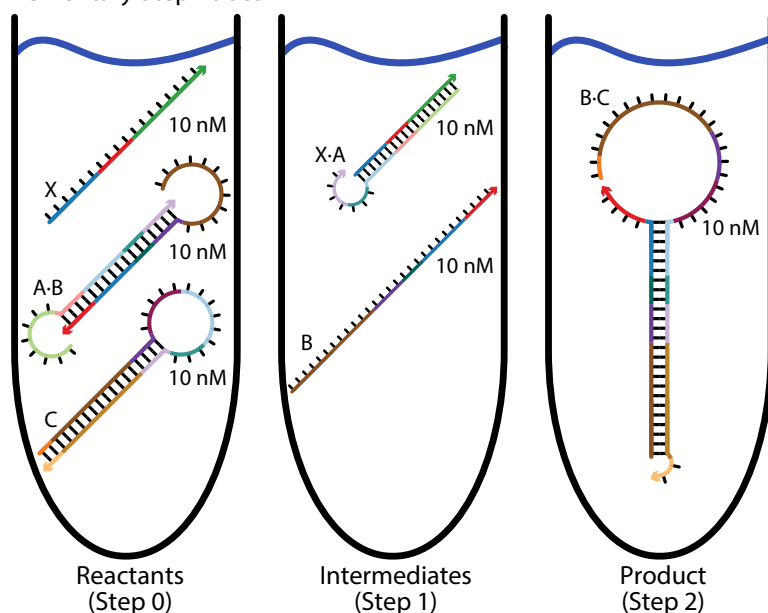 X
10 nM
A·B
10 nM
C
10 nM
Reactants
(Step 0)
X·A
10 nM
B
10 nM
Intermediates
(Step 1)
B·C
10 nM
Product
(Step 2)